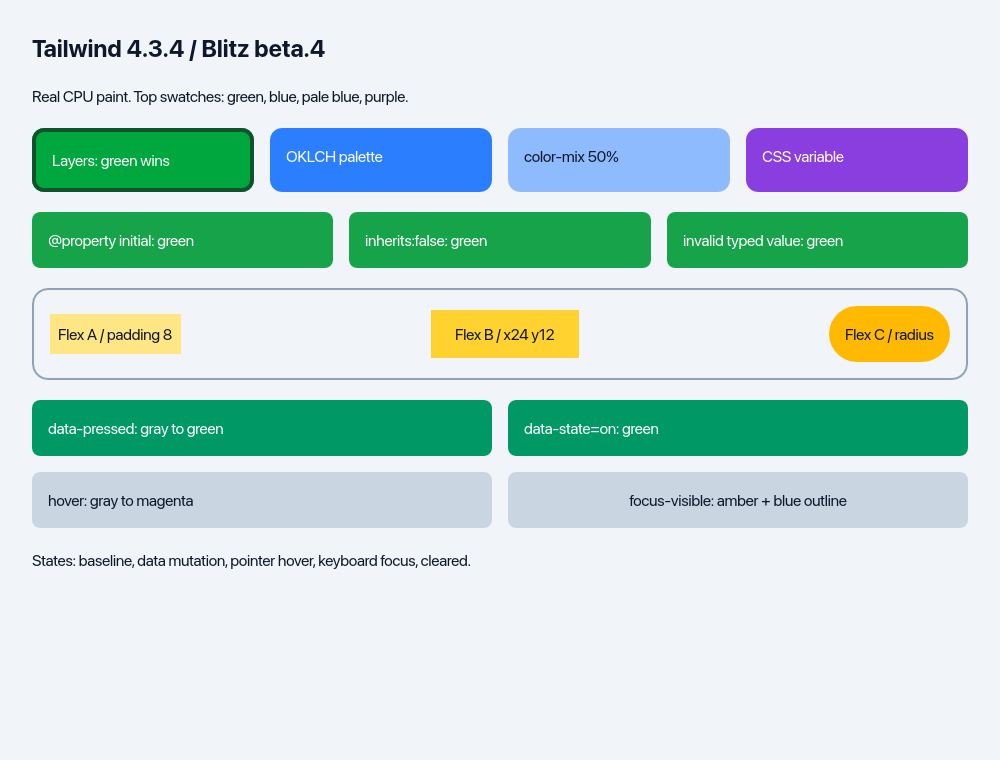 Tailwind 4.3.4 / Blitz beta.4
Real CPU paint. Top swatches: green, blue, pale blue, purple.
Layers: green wins
OKLCH palette
color-mix 50%
CSS variable
@property initial: green
inherits:false: green
invalid typed value: green
Flex A / padding 8
Flex B / x24 y12
Flex C / radius
data-pressed: gray to green
data-state=on: green
hover: gray to magenta
focus-visible: amber + blue outline
States: baseline, data mutation, pointer hover, keyboard focus, cleared.